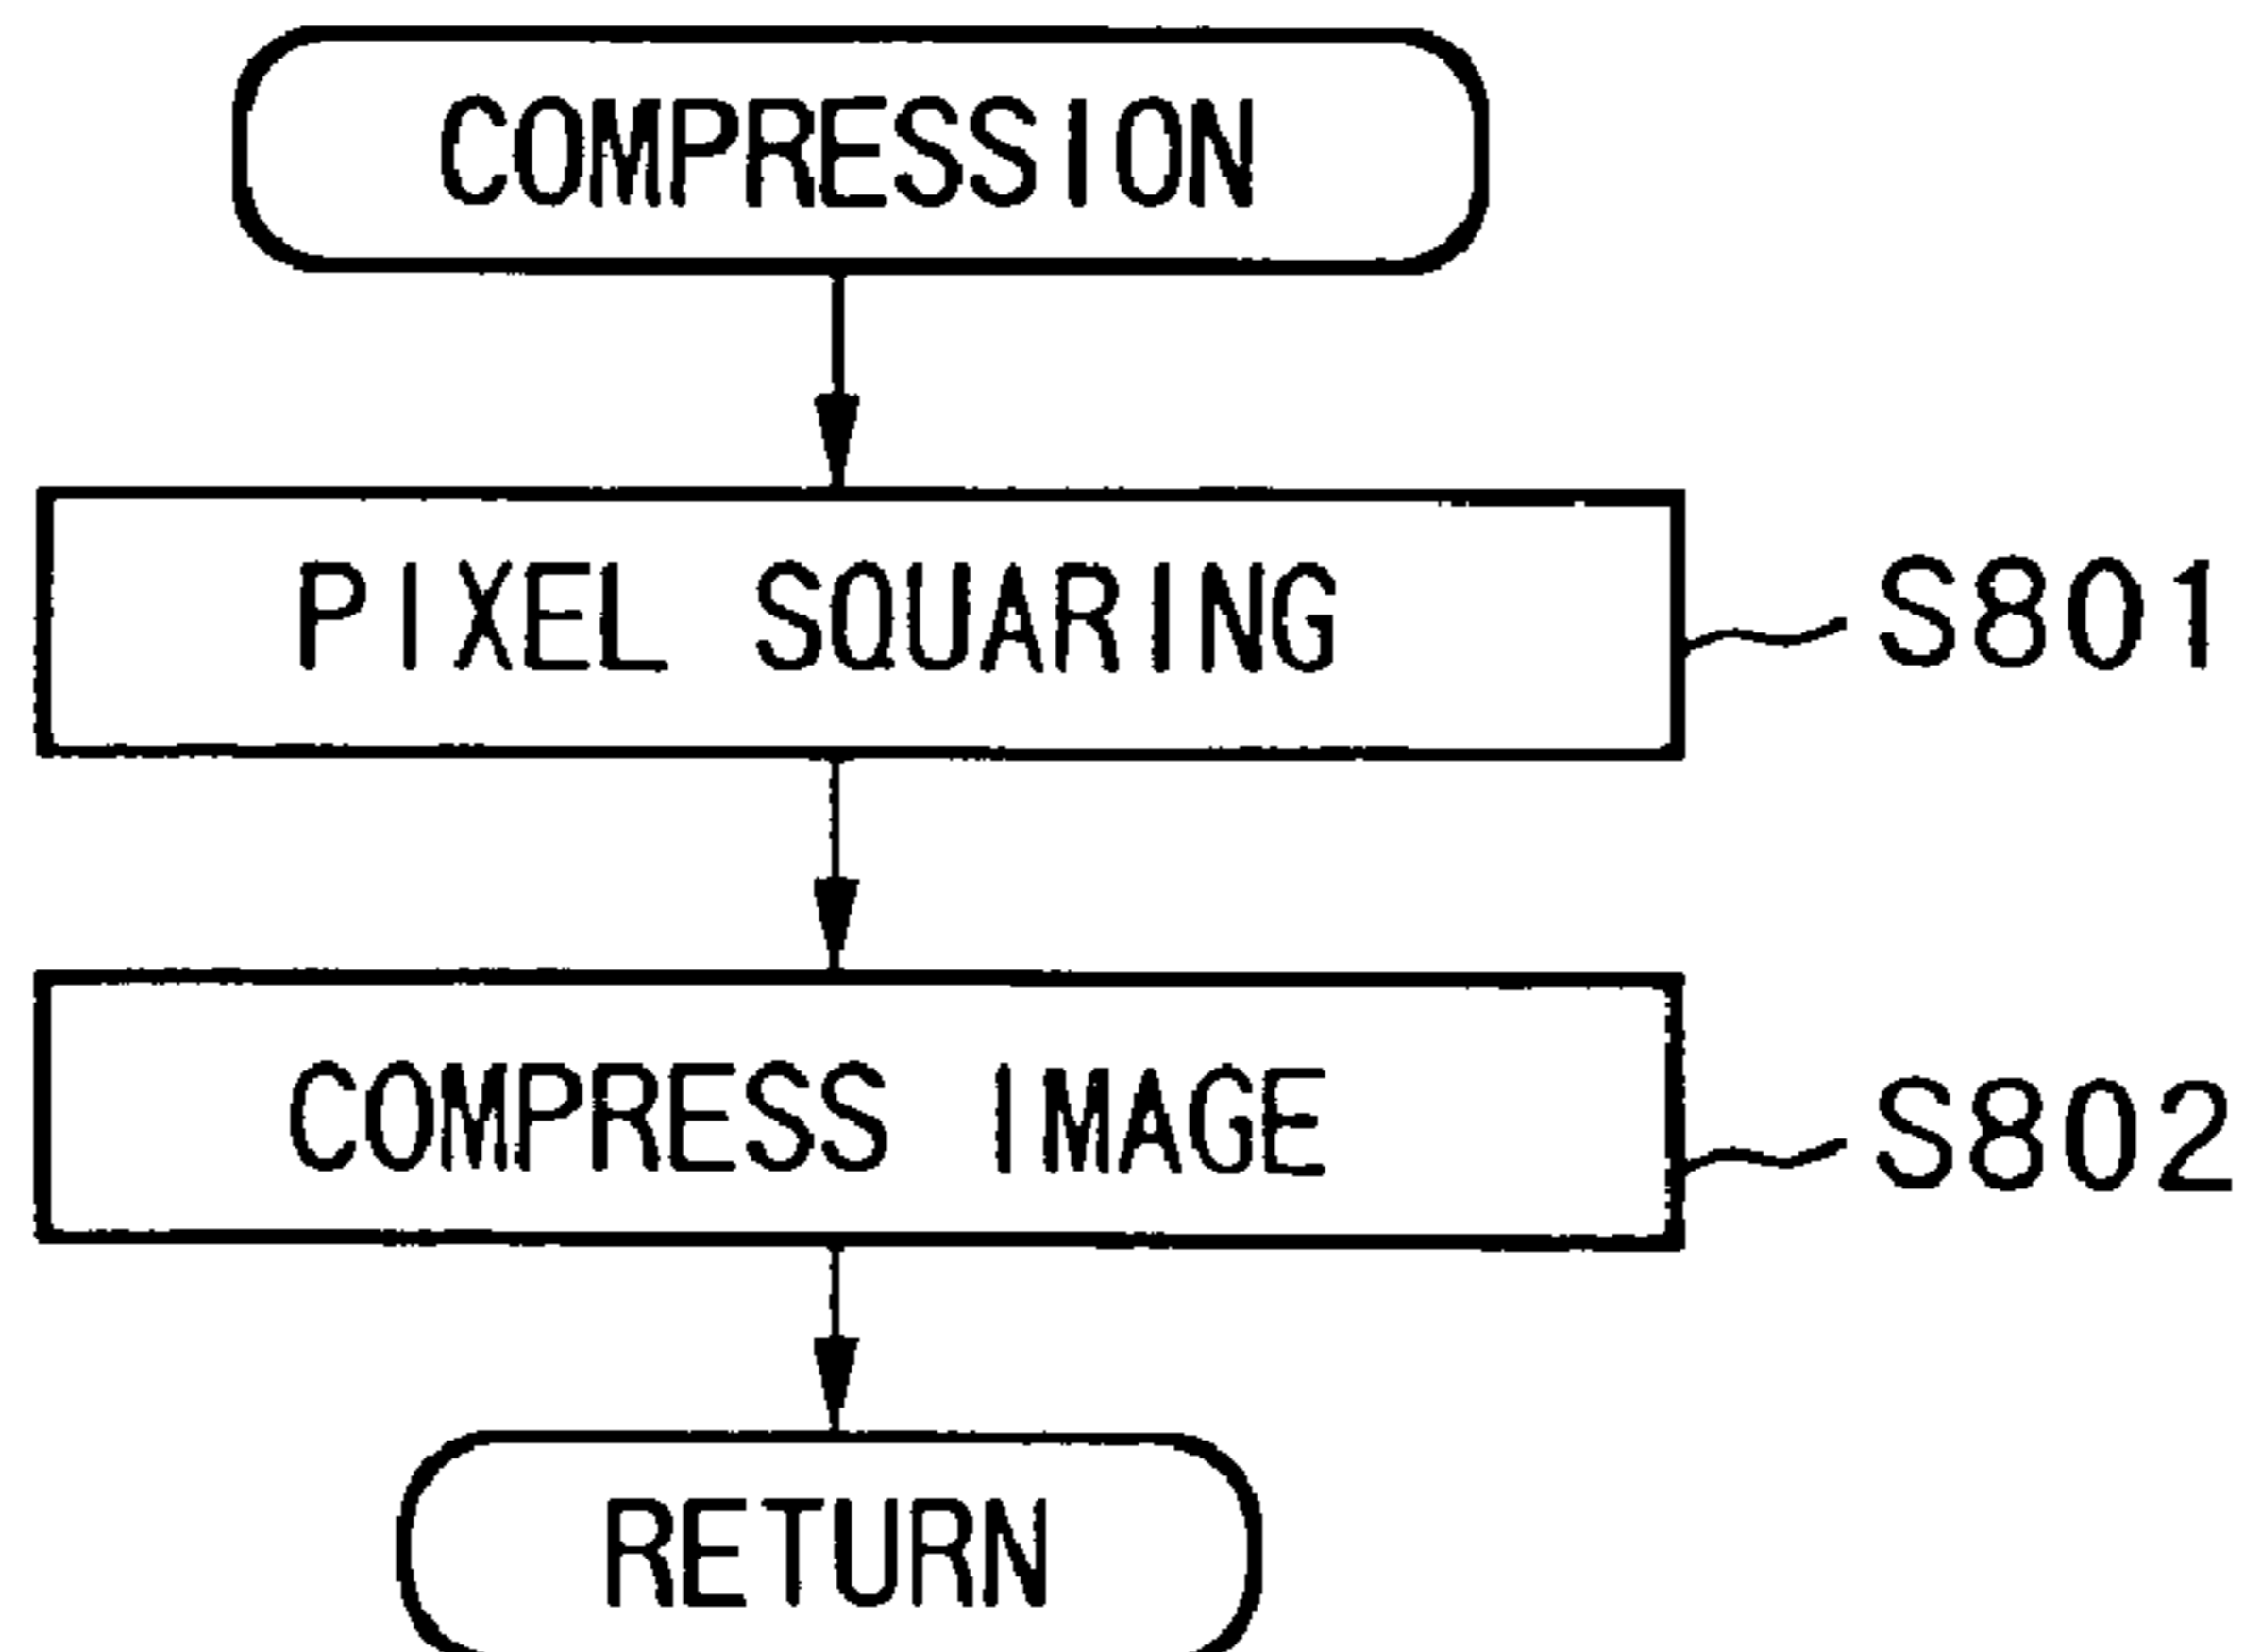 COMPRESSION
PIXEL SQUARING
S801
COMPRESS IMAGE
S802
RETURN